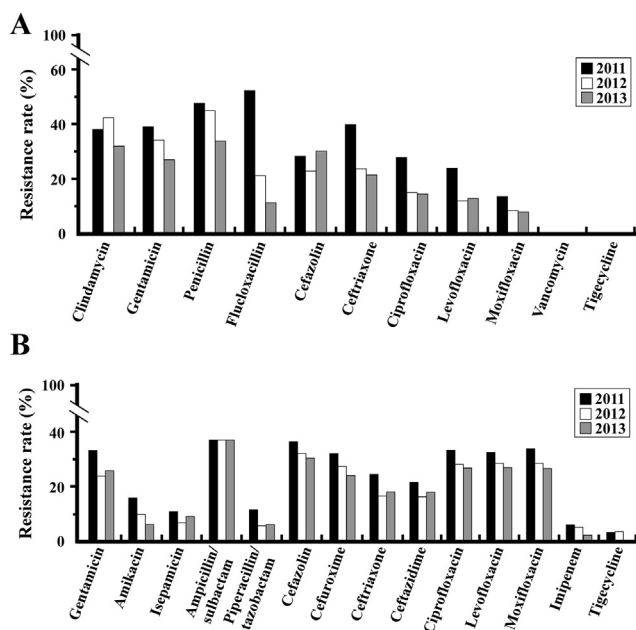 A
100
60
40
20
0
Resistance rate (%)
2011
2012
2013
Clindamycin
Gentamicin
Penicillin
Flucloxacillin
Cefazolin
Ceftriaxone
Ciprofloxacin
Levofloxacin
Moxifloxacin
Vancomycin
Tigecycline
B
100
40
20
0
Resistance rate (%)
2011
2012
2013
Gentamicin
Amikacin
Isepamicin
Ampicillin/
sulbactam
Piperacillin/
tazobactam
Cefazolin
Cefuroxime
Ceftriaxone
Ceftazidime
Ciprofloxacin
Levofloxacin
Moxifloxacin
Imipenem
Tigecycline